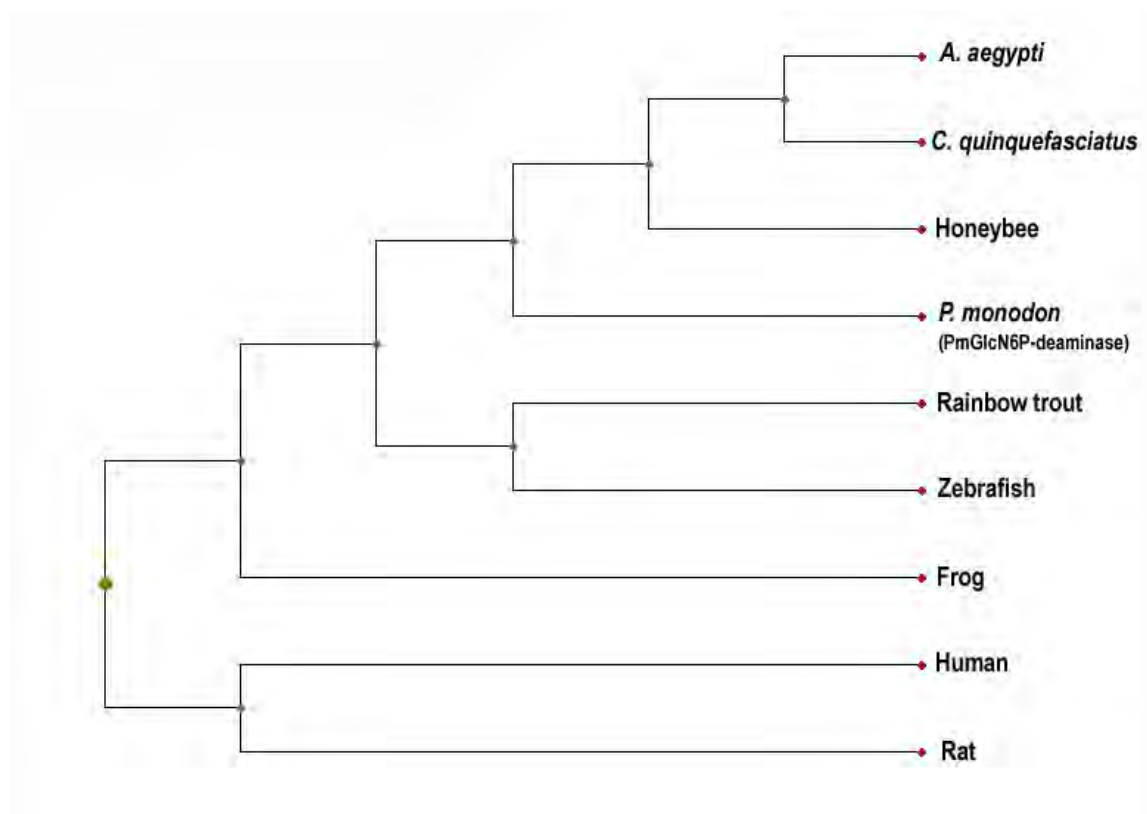 A. aegypti
C. quinquefasciatus
Honeybee
P. monodon
(PmGlcN6P-deaminase)
Rainbow trout
Zebrafish
Frog
Human
Rat